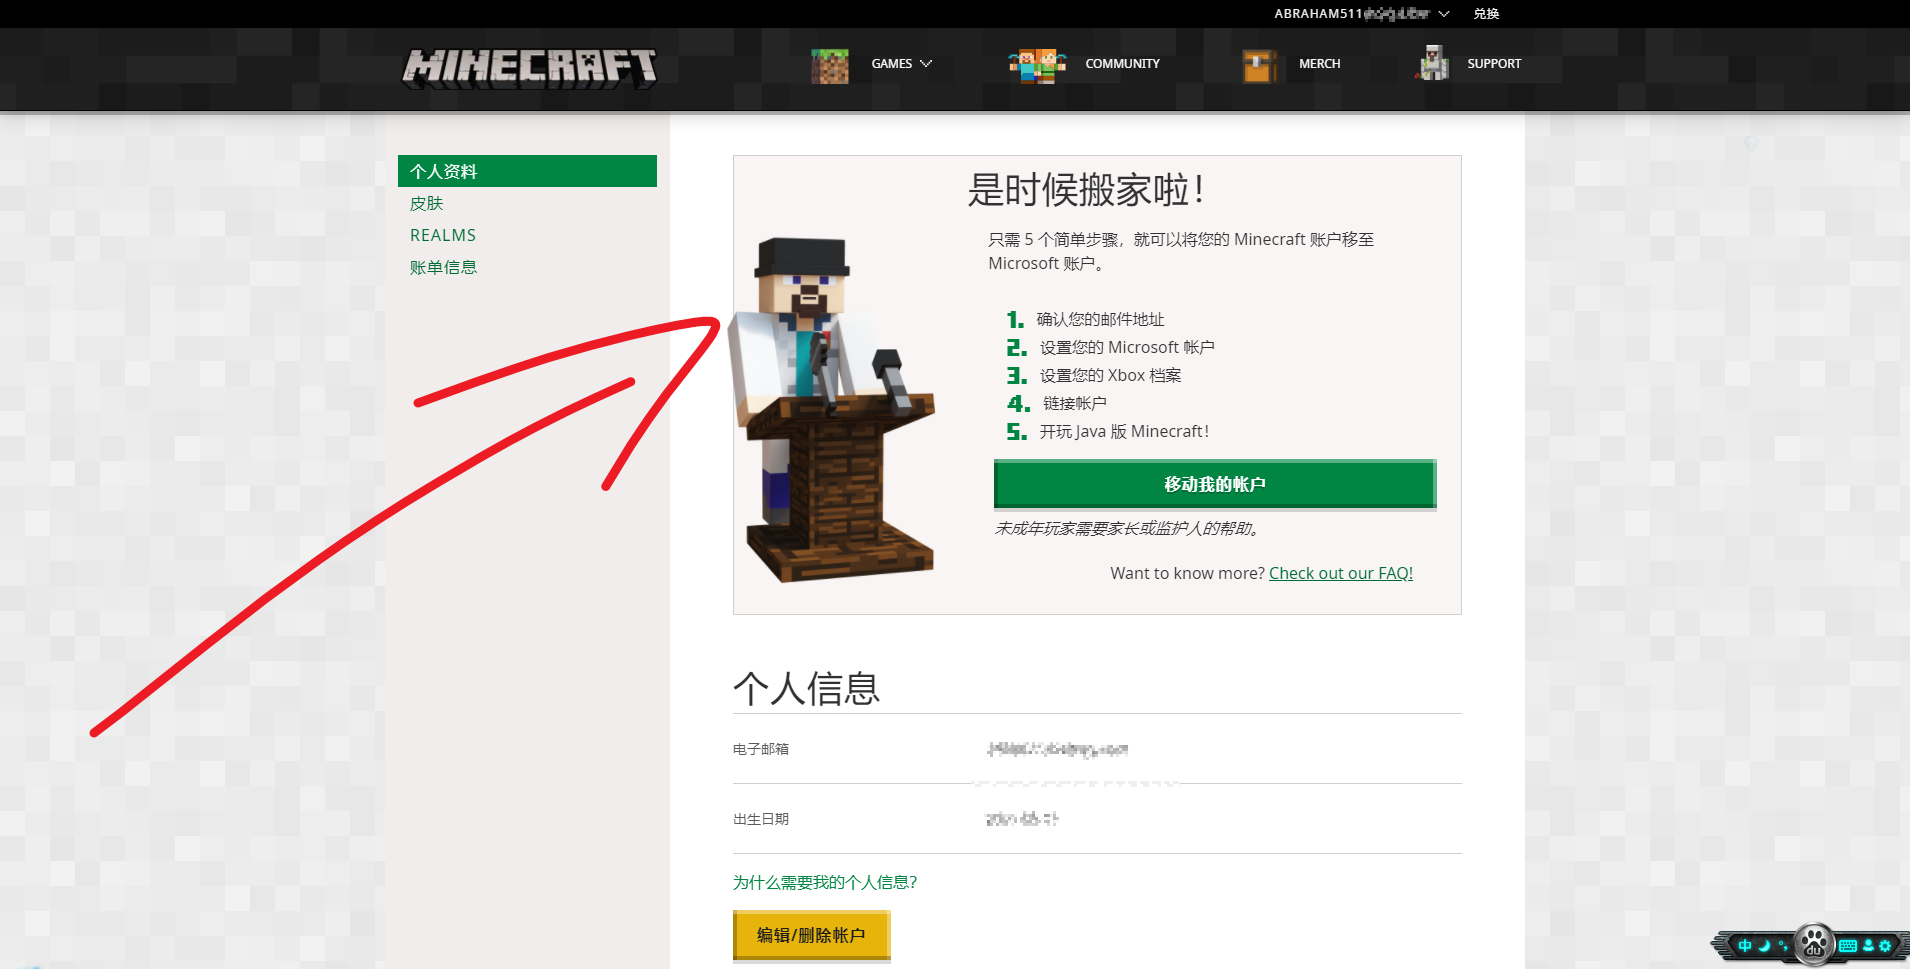 ABRAHAM511
兑换
MINECRAFT
GAMES
COMMUNITY
MERCH
SUPPORT
个人资料
皮肤
REALMS
账单信息
是时候搬家啦！
只需 5 个简单步骤，就可以将您的 Minecraft 账户移至
Microsoft 账户。
1. 确认您的邮件地址
2. 设置您的 Microsoft 帐户
3. 设置您的 Xbox 档案
4. 链接帐户
5. 开玩 Java 版 Minecraft！
移动我的帐户
未成年玩家需要家长或监护人的帮助。
Want to know more? Check out our FAQ!
个人信息
电子邮箱
出生日期
为什么需要我的个人信息？
编辑/删除帐户
中
du